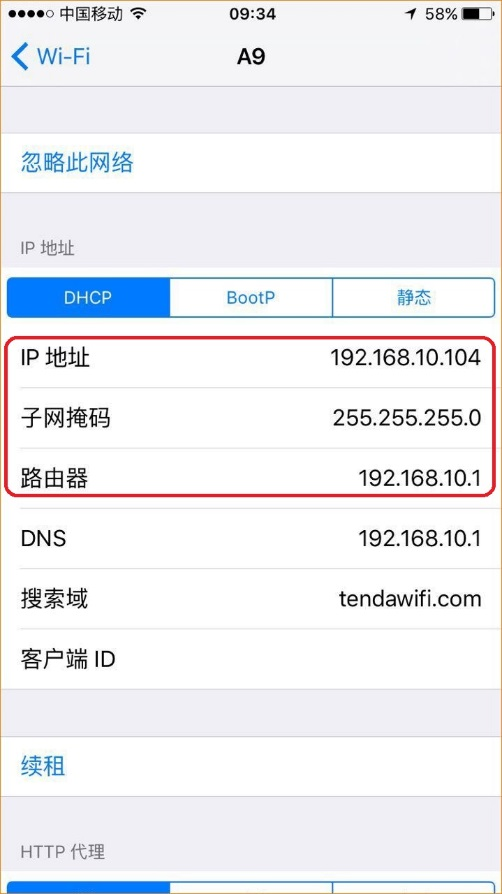 中国移动 09:34 58%
Wi-Fi A9
忽略此网络
IP 地址
DHCP BootP 静态
IP 地址 192.168.10.104
子网掩码 255.255.255.0
路由器 192.168.10.1
DNS 192.168.10.1
搜索域 tendawifi.com
客户端 ID
续租
HTTP 代理